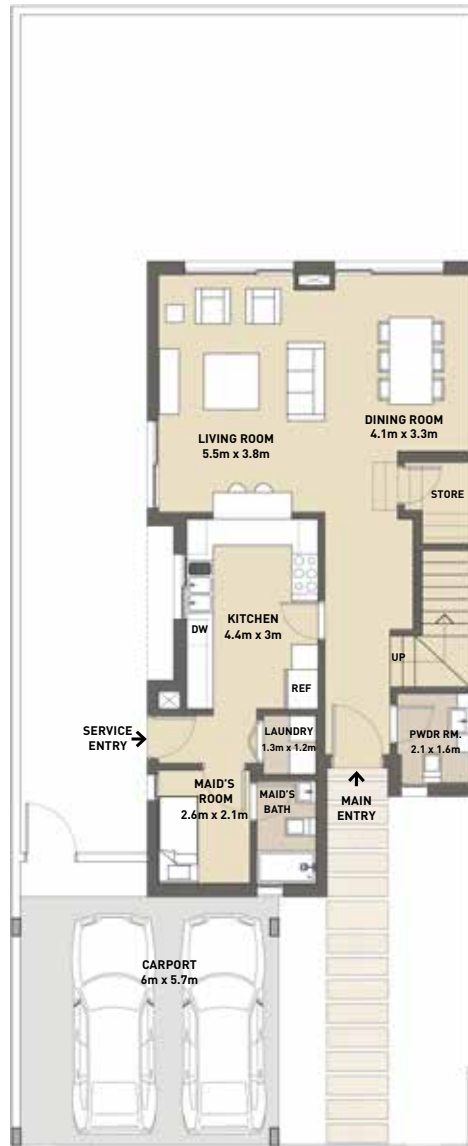 DINING ROOM
4.1m x 3.3m
LIVING ROOM
5.5m x 3.8m
STORE
KITCHEN
4.4m x 3m
DW
UP
REF
SERVICE
ENTRY
LAUNDRY
1.3m x 1.2m
PWDR RM.
2.1 x 1.6m
MAID'S
ROOM
2.6m x 2.1m
MAID'S
BATH
MAIN
ENTRY
CARPORT
6m x 5.7m